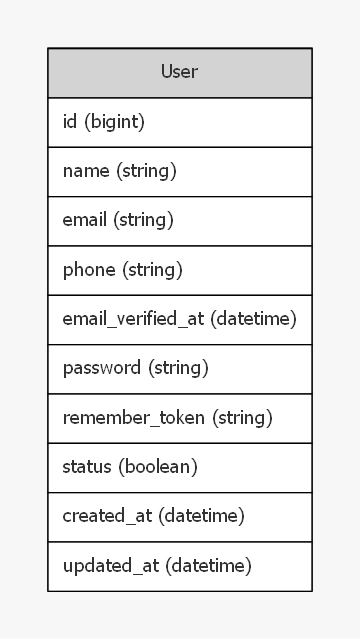 User
id (bigint)
name (string)
email (string)
phone (string)
email_verified_at (datetime)
password (string)
remember_token (string)
status (boolean)
created_at (datetime)
updated_at (datetime)